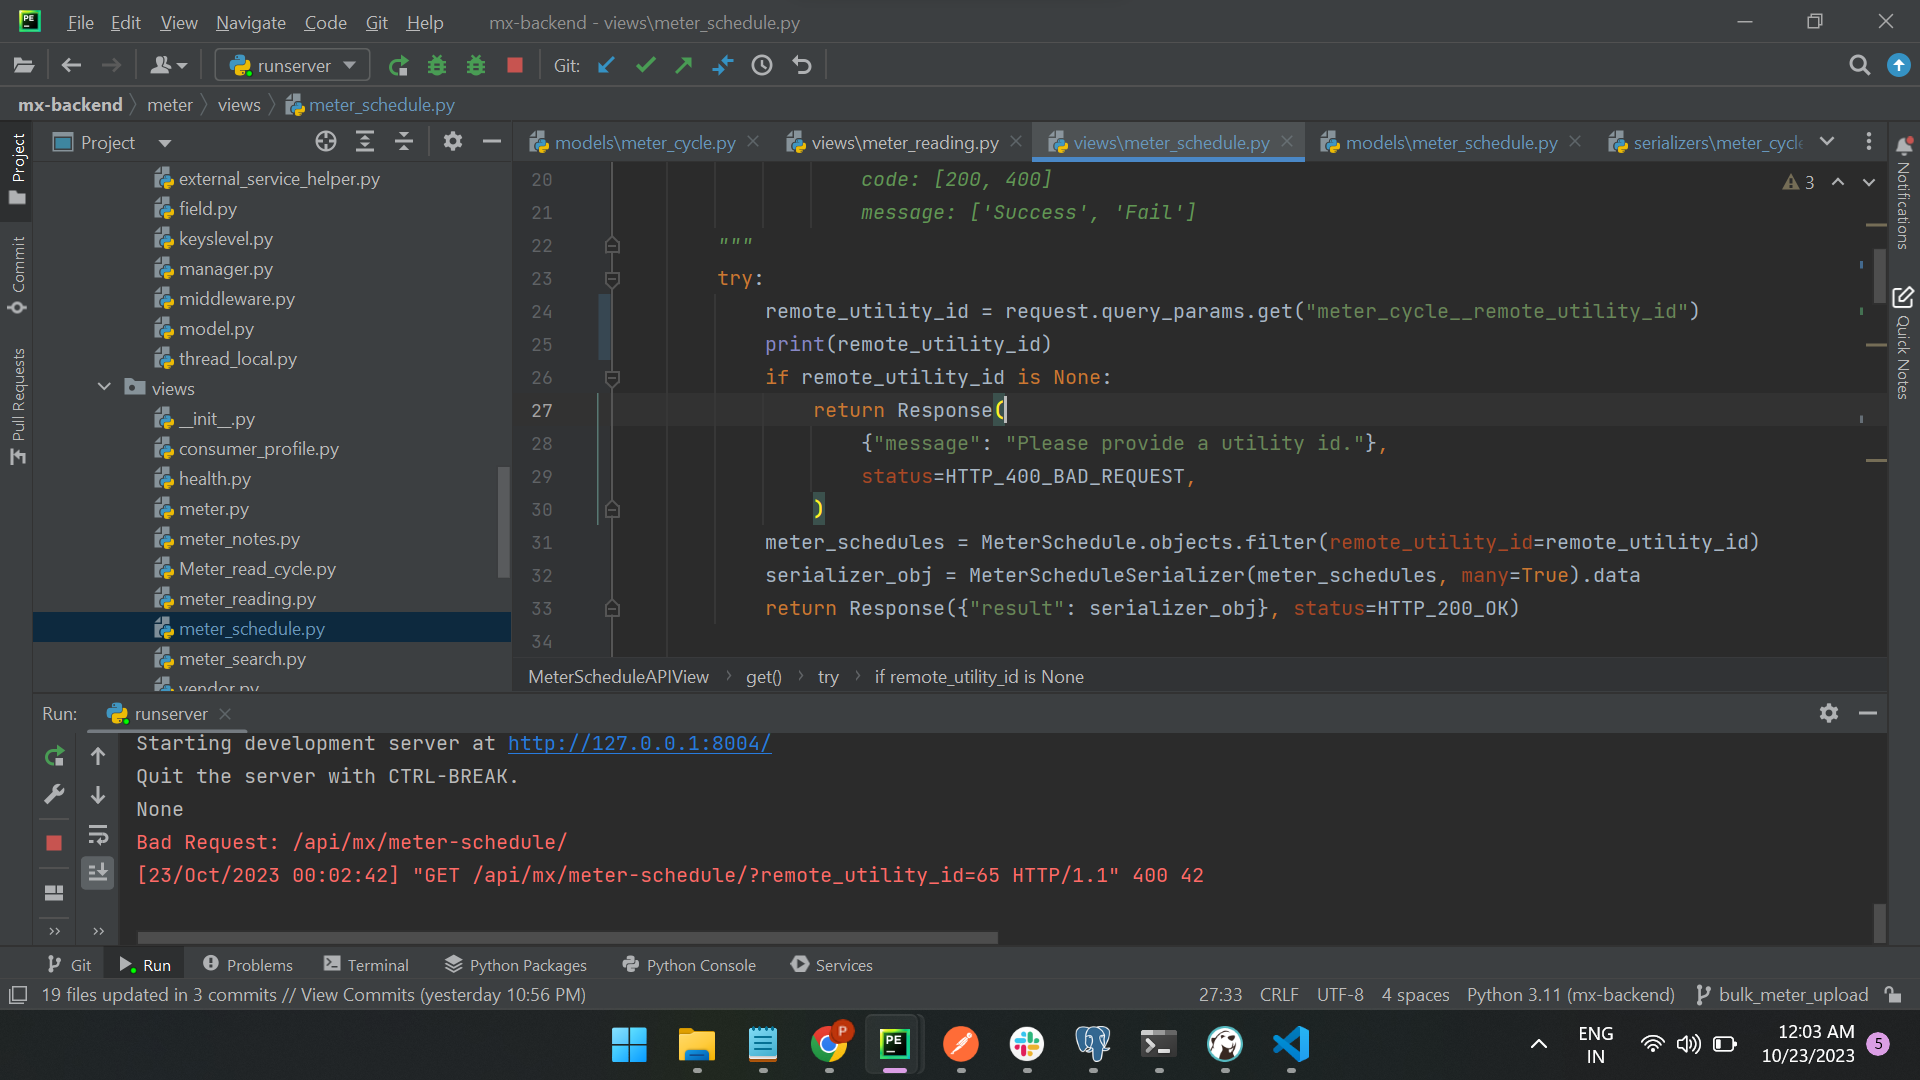 PE
File Edit View Navigate Code Git Help
mx-backend - views\meter_schedule.py
runserver
Git:
mx-backend meter views meter_schedule.py
Project
models\meter_cycle.py
views\meter_reading.py
views\meter_schedule.py
models\meter_schedule.py
serializers\meter_cycle
Project
Commit
Pull Requests
external_service_helper.py
field.py
keyslevel.py
manager.py
middleware.py
model.py
thread_local.py
views
__init__.py
consumer_profile.py
health.py
meter.py
meter_notes.py
Meter_read_cycle.py
meter_reading.py
meter_schedule.py
meter_search.py
vendor.py
20 code: [200, 400]
21 message: ['Success', 'Fail']
22 """
23 try:
24 remote_utility_id = request.query_params.get("meter_cycle__remote_utility_id")
25 print(remote_utility_id)
26 if remote_utility_id is None:
27 return Response(
28 {"message": "Please provide a utility id."},
29 status=HTTP_400_BAD_REQUEST,
30 )
31 meter_schedules = MeterSchedule.objects.filter(remote_utility_id=remote_utility_id)
32 serializer_obj = MeterScheduleSerializer(meter_schedules, many=True).data
33 return Response({"result": serializer_obj}, status=HTTP_200_OK)
34
3
Notifications
Quick Notes
MeterScheduleAPIView get() try if remote_utility_id is None
Run: runserver
Starting development server at http://127.0.0.1:8004/
Quit the server with CTRL-BREAK.
None
Bad Request: /api/mx/meter-schedule/
[23/Oct/2023 00:02:42] "GET /api/mx/meter-schedule/?remote_utility_id=65 HTTP/1.1" 400 42
Git Run Problems Terminal Python Packages Python Console Services
19 files updated in 3 commits // View Commits (yesterday 10:56 PM)
27:33 CRLF UTF-8 4 spaces Python 3.11 (mx-backend) bulk_meter_upload
P
PE
ENG
IN
12:03 AM
10/23/2023
5